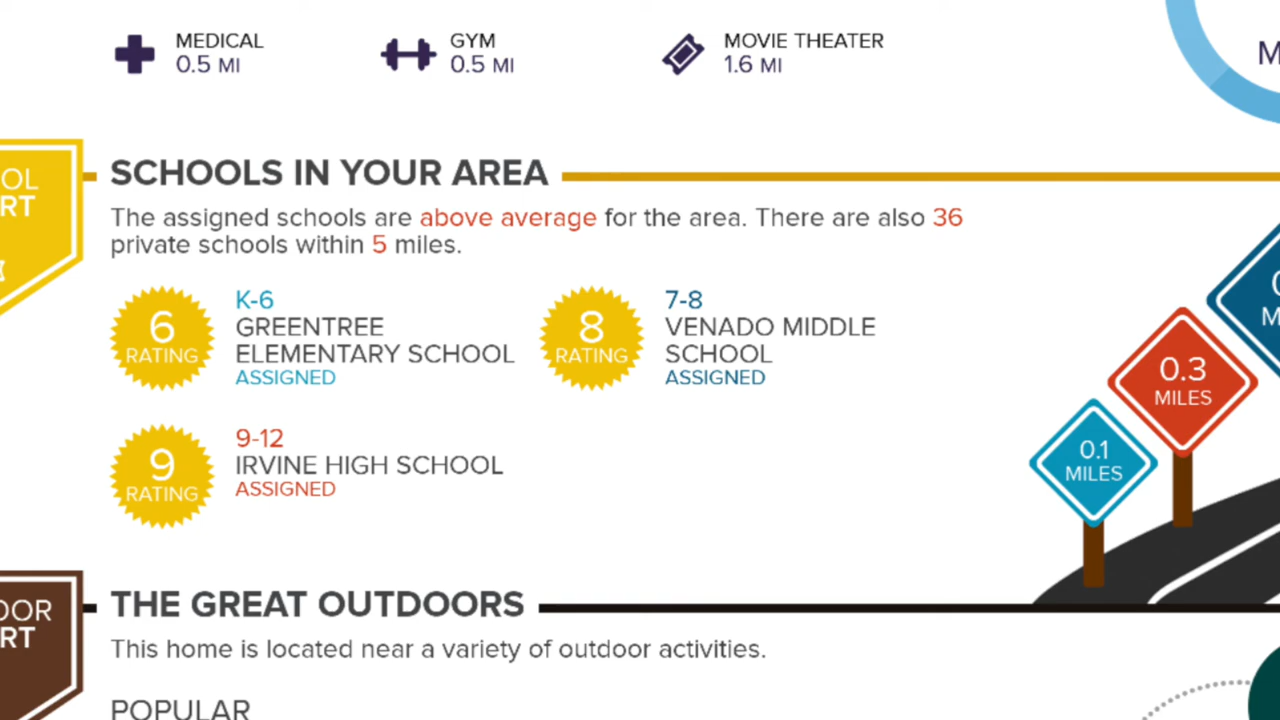 MEDICAL
0.5 MI
GYM
0.5 MI
MOVIE THEATER
1.6 MI
SCHOOLS IN YOUR AREA
The assigned schools are above average for the area. There are also 36
private schools within 5 miles.
6
RATING
K-6
GREENTREE
ELEMENTARY SCHOOL
ASSIGNED
8
RATING
7-8
VENADO MIDDLE
SCHOOL
ASSIGNED
9
RATING
9-12
IRVINE HIGH SCHOOL
ASSIGNED
0.3
MILES
0.1
MILES
THE GREAT OUTDOORS
This home is located near a variety of outdoor activities.
POPULAR